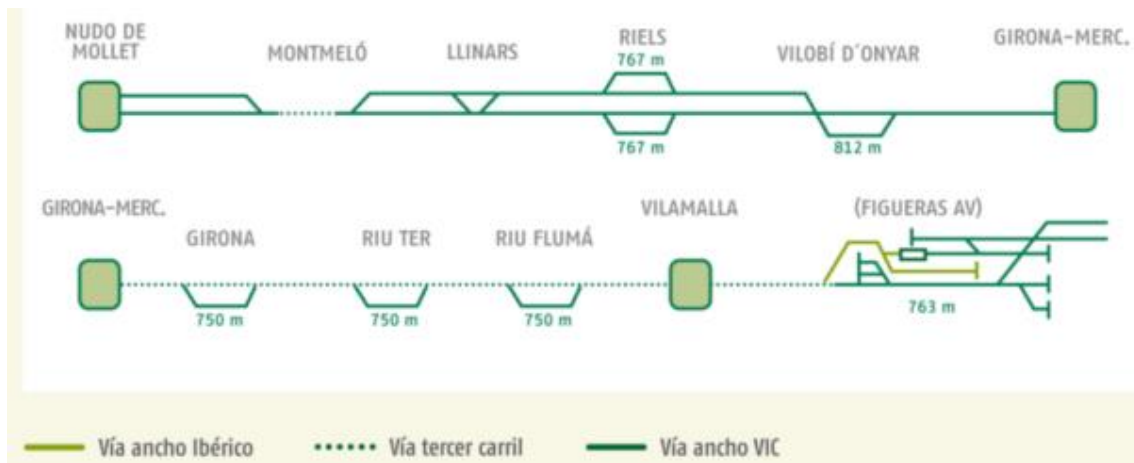 NUDO DE
MOLLET
MONTMELÓ
LLINARS
RIELS
767 m
VILOBÍ D´ONYAR
GIRONA-MERC.
767 m
812 m
GIRONA-MERC.
GIRONA
RIU TER
RIU FLUMÁ
VILAMALLA
(FIGUERAS AV)
750 m
750 m
750 m
763 m
Vía ancho Ibérico
Vía tercer carril
Vía ancho VIC